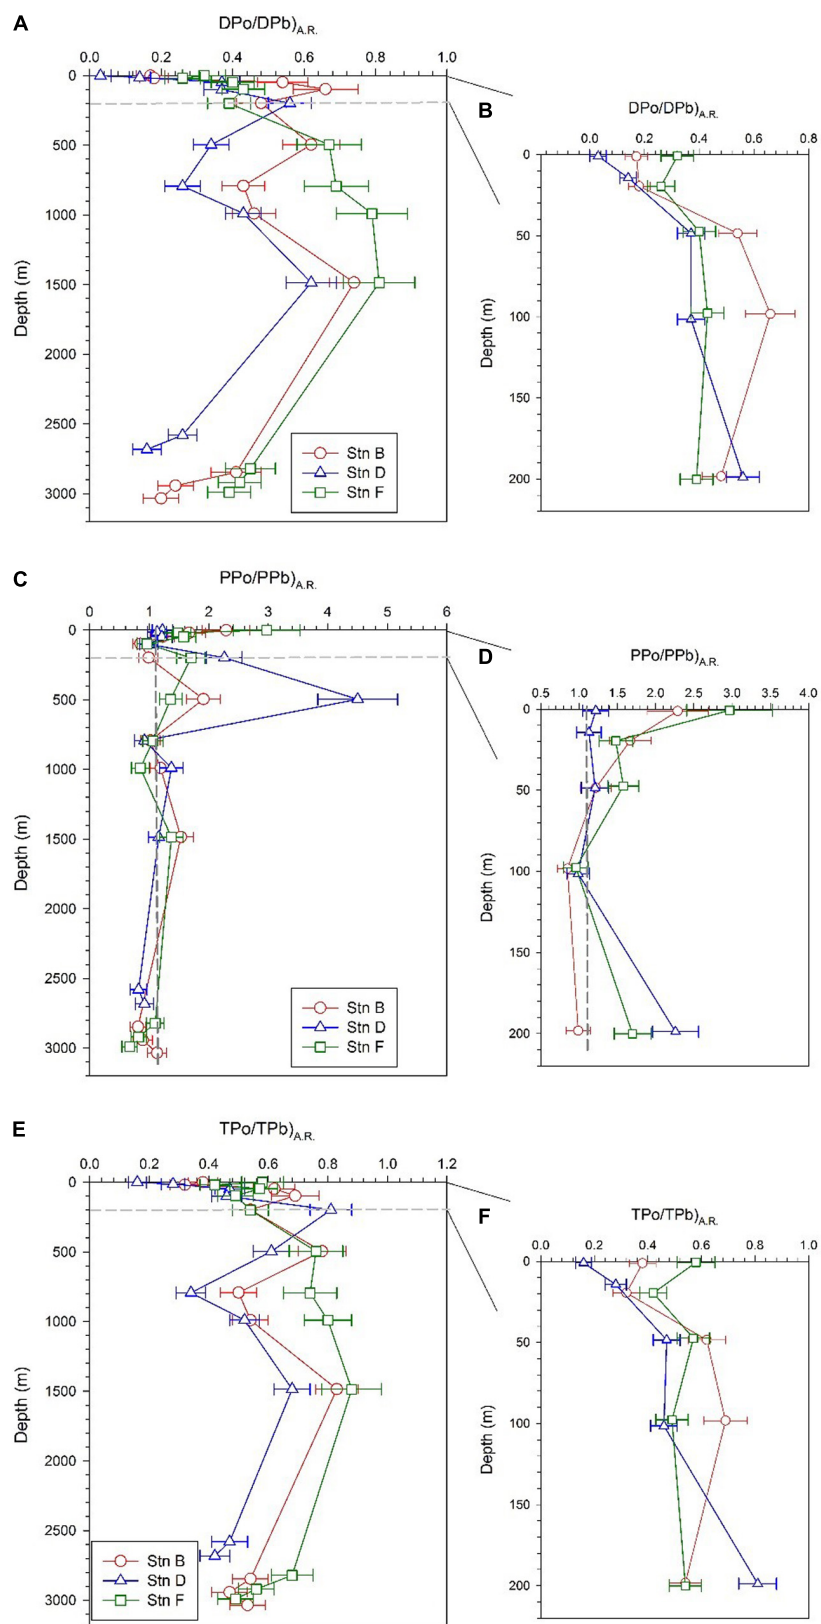 A
DPo/DPb)A.R.
0.0 0.2 0.4 0.6 0.8 1.0
0
500
1000
1500
2000
2500
3000
Depth (m)
Stn B
Stn D
Stn F
B
DPo/DPb)A.R.
0.0 0.2 0.4 0.6 0.8
0
50
100
150
200
Depth (m)
C
PPo/PPb)A.R.
0 1 2 3 4 5 6
0
500
1000
1500
2000
2500
3000
Depth (m)
Stn B
Stn D
Stn F
D
PPo/PPb)A.R.
0.5 1.0 1.5 2.0 2.5 3.0 3.5 4.0
0
50
100
150
200
Depth (m)
E
TPo/TPb)A.R.
0.0 0.2 0.4 0.6 0.8 1.0 1.2
0
500
1000
1500
2000
2500
3000
Depth (m)
Stn B
Stn D
Stn F
F
TPo/TPb)A.R.
0.0 0.2 0.4 0.6 0.8 1.0
0
50
100
150
200
Depth (m)